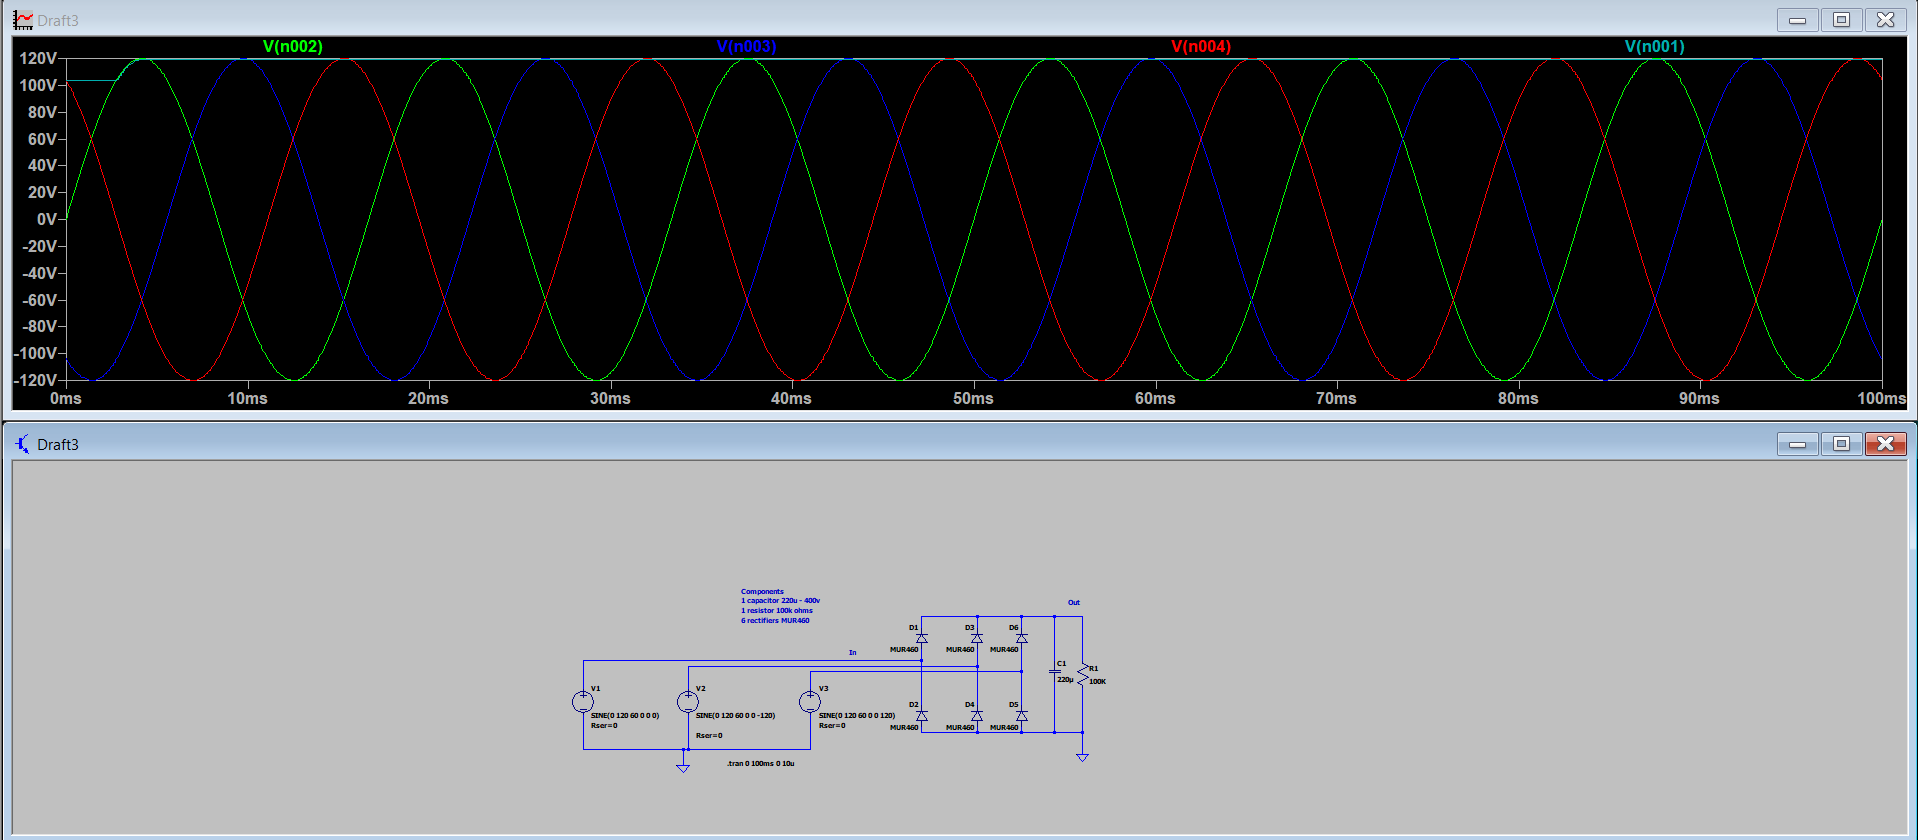 Draft3
V(n002) V(n003) V(n004) V(n001)
120V
100V
80V
60V
40V
20V
0V
-20V
-40V
-60V
-80V
-100V
-120V
0ms 10ms 20ms 30ms 40ms 50ms 60ms 70ms 80ms 90ms 100ms
Draft3
Components
1 capacitor 220u - 400v
1 resistor 100k ohms
6 rectifiers MUR460
Out
D1 D3 D6
MUR460 MUR460 MUR460
In
C1
220µ
R1
100K
V1 V2 V3
SINE(0 120 60 0 0 0) SINE(0 120 60 0 0 -120) SINE(0 120 60 0 0 120)
Rser=0 Rser=0 Rser=0
D2 D4 D5
MUR460 MUR460 MUR460
.tran 0 100ms 0 10u